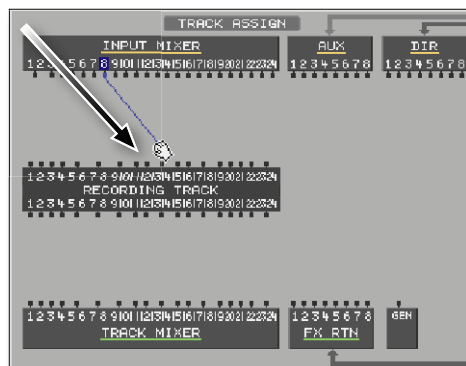 TRACK ASSIGN
INPUT MIXER
1 2 3 4 5 6 7 8 9 10 11 12 13 14 15 16 17 18 19 20 21 22 23 24
AUX
1 2 3 4 5 6 7 8
DIR
1 2 3 4 5 6 7 8
1 2 3 4 5 6 7 8 9 10 11 12 13 14 15 16 17 18 19 20 21 22 23 24
RECORDING TRACK
1 2 3 4 5 6 7 8 9 10 11 12 13 14 15 16 17 18 19 20 21 22 23 24
1 2 3 4 5 6 7 8 9 10 11 12 13 14 15 16 17 18 19 20 21 22 23 24
TRACK MIXER
1 2 3 4 5 6 7 8
FX RTN
GEN